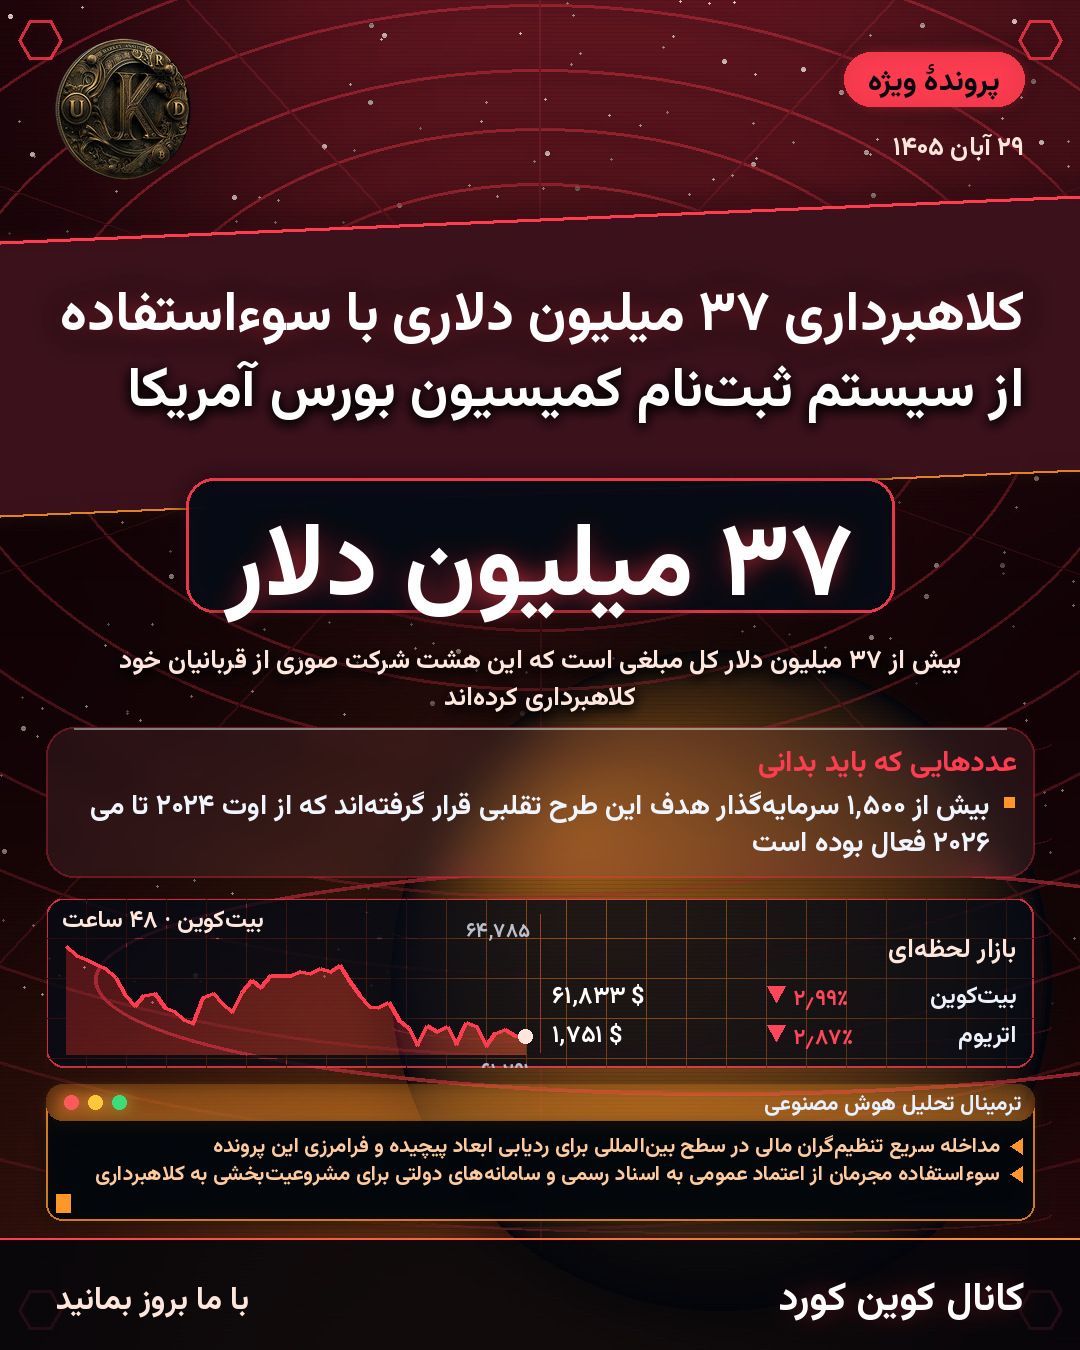 پروندهٔ ویژه
۲۹ آبان ۱۴۰۵
کلاهبرداری ۳۷ میلیون دلاری با سوءاستفاده
از سیستم ثبت‌نام کمیسیون بورس آمریکا
۳۷ میلیون دلار
بیش از ۳۷ میلیون دلار کل مبلغی است که این هشت شرکت صوری از قربانیان خود
کلاهبرداری کرده‌اند
عددهایی که باید بدانی
بیش از ۱,۵۰۰ سرمایه‌گذار هدف این طرح تقلبی قرار گرفته‌اند که از اوت ۲۰۲۴ تا می
۲۰۲۶ فعال بوده است
بازار لحظه‌ای
بیت‌کوین ۲٫۹۹٪ ۶۱,۸۳۳ $
اتریوم ۲٫۸۷٪ ۱,۷۵۱ $
بیت‌کوین · ۴۸ ساعت
۶۴,۷۸۵
ترمینال تحلیل هوش مصنوعی
مداخله سریع تنظیم‌گران مالی در سطح بین‌المللی برای ردیابی ابعاد پیچیده و فرامرزی این پرونده
سوءاستفاده مجرمان از اعتماد عمومی به اسناد رسمی و سامانه‌های دولتی برای مشروعیت‌بخشی به کلاهبرداری
کانال کوین کورد
با ما بروز بمانید
K
U
R
D